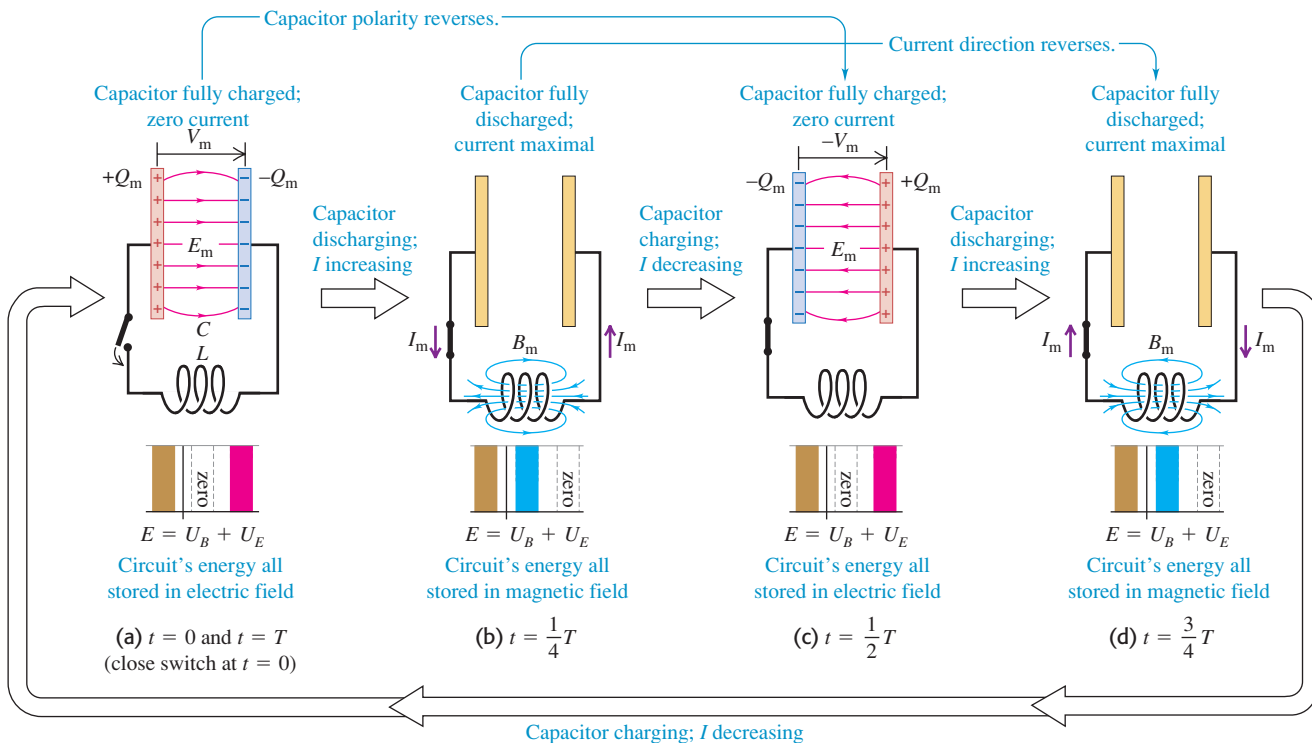 Capacitor polarity reverses.
Current direction reverses.
Capacitor fully charged;
zero current
V_m
+Q_m
–Q_m
E_m
C
L
Capacitor
discharging;
I increasing
Capacitor fully
discharged;
current maximal
I_m
I_m
B_m
Capacitor
charging;
I decreasing
Capacitor fully charged;
zero current
–V_m
–Q_m
+Q_m
E_m
Capacitor
discharging;
I increasing
Capacitor fully
discharged;
current maximal
I_m
I_m
B_m
zero
E = U_B + U_E
Circuit's energy all
stored in electric field
(a) t = 0 and t = T
(close switch at t = 0)
zero
E = U_B + U_E
Circuit's energy all
stored in magnetic field
(b) t = 1/4 T
zero
E = U_B + U_E
Circuit's energy all
stored in electric field
(c) t = 1/2 T
zero
E = U_B + U_E
Circuit's energy all
stored in magnetic field
(d) t = 3/4 T
Capacitor charging; I decreasing